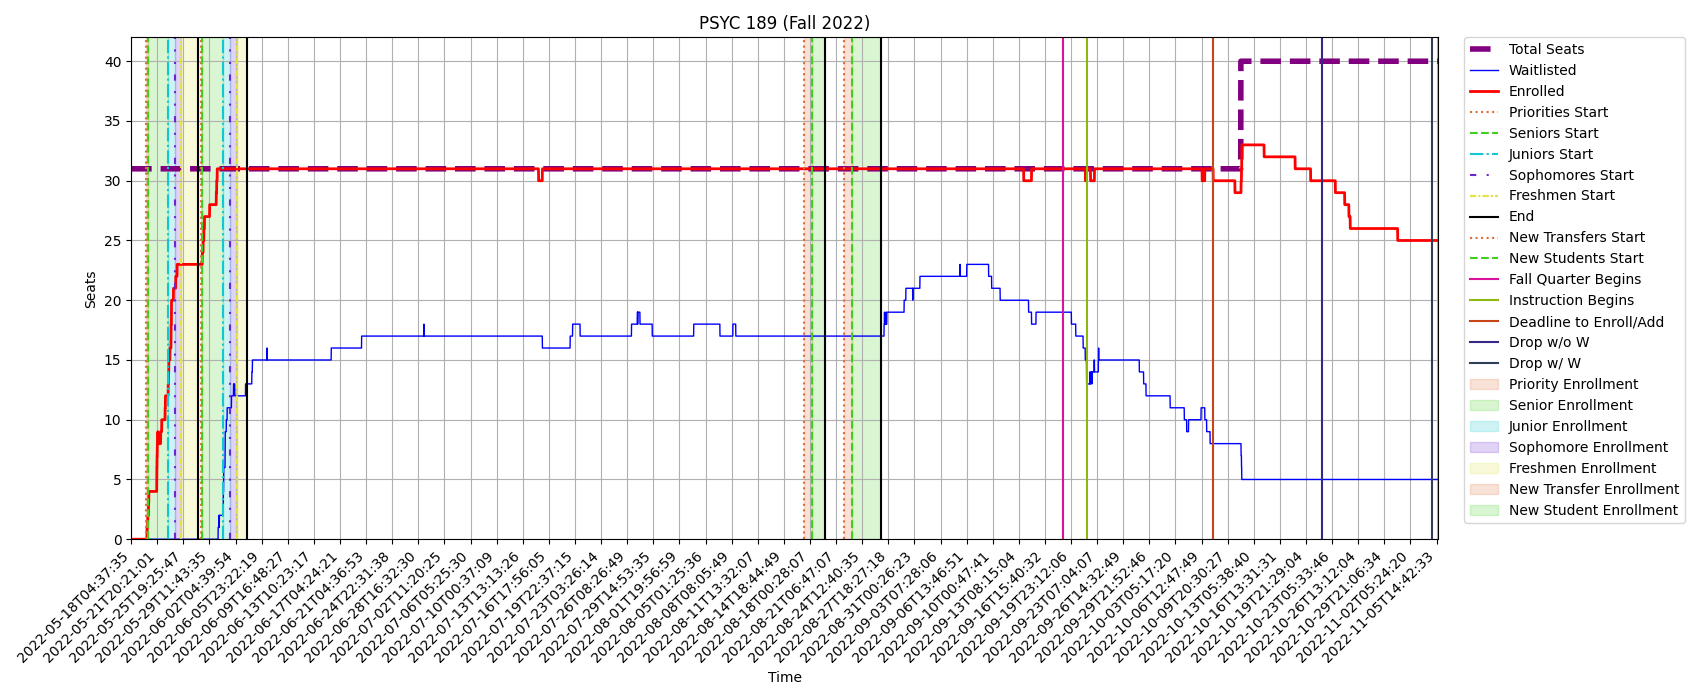 PSYC 189 (Fall 2022)
Seats
40
35
30
25
20
15
10
5
0
2022-05-18T04:37:35
2022-05-21T20:21:01
2022-05-25T19:25:47
2022-05-29T11:43:35
2022-06-02T04:39:54
2022-06-05T23:22:19
2022-06-09T16:48:27
2022-06-13T10:23:17
2022-06-17T04:24:21
2022-06-21T04:36:53
2022-06-24T22:31:38
2022-06-28T16:32:30
2022-07-02T11:20:25
2022-07-06T05:25:30
2022-07-10T00:37:09
2022-07-13T13:13:26
2022-07-16T17:56:05
2022-07-19T22:37:15
2022-07-23T03:26:14
2022-07-26T08:26:49
2022-07-29T14:53:35
2022-08-01T19:56:59
2022-08-05T01:25:36
2022-08-08T08:05:49
2022-08-11T13:32:07
2022-08-14T18:44:49
2022-08-18T00:28:07
2022-08-21T06:47:07
2022-08-24T12:40:35
2022-08-27T18:27:18
2022-08-31T00:26:23
2022-09-03T07:28:06
2022-09-06T13:46:51
2022-09-10T00:47:41
2022-09-13T08:15:04
2022-09-16T15:40:32
2022-09-19T23:12:06
2022-09-23T07:04:07
2022-09-26T14:32:49
2022-09-29T21:52:46
2022-10-03T05:17:20
2022-10-06T12:47:49
2022-10-09T20:30:27
2022-10-13T05:38:40
2022-10-16T13:31:31
2022-10-19T21:29:04
2022-10-23T05:33:46
2022-10-26T13:12:04
2022-10-29T21:06:34
2022-11-02T05:24:20
2022-11-05T14:42:33
Time
Total Seats
Waitlisted
Enrolled
Priorities Start
Seniors Start
Juniors Start
Sophomores Start
Freshmen Start
End
New Transfers Start
New Students Start
Fall Quarter Begins
Instruction Begins
Deadline to Enroll/Add
Drop w/o W
Drop w/ W
Priority Enrollment
Senior Enrollment
Junior Enrollment
Sophomore Enrollment
Freshmen Enrollment
New Transfer Enrollment
New Student Enrollment